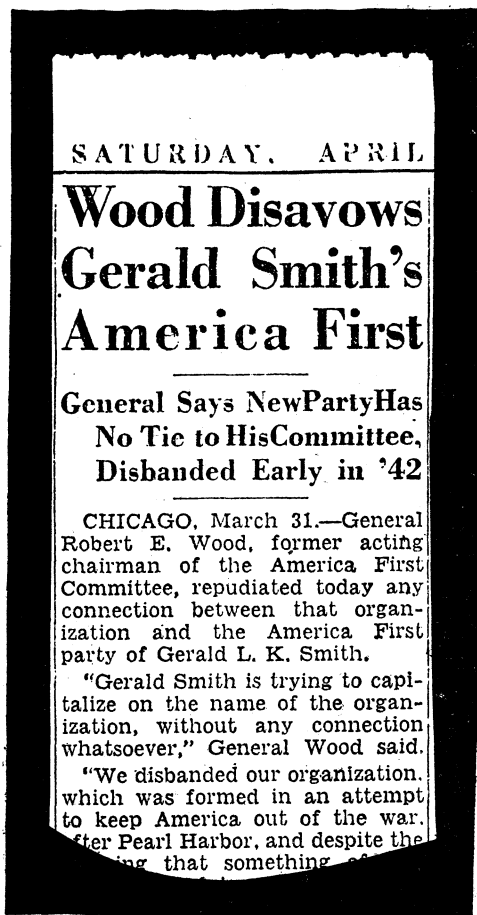 SATURDAY, APRIL
Wood Disavows
Gerald Smith's
America First
General Says NewPartyHas
No Tie to HisCommittee,
Disbanded Early in '42
CHICAGO, March 31.—General
Robert E. Wood, former acting
chairman of the America First
Committee, repudiated today any
connection between that organ-
ization and the America First
party of Gerald L. K. Smith.
"Gerald Smith is trying to capi-
talize on the name of the organ-
ization, without any connection
whatsoever," General Wood said.
"We disbanded our organization,
which was formed in an attempt
to keep America out of the war,
after Pearl Harbor, and despite the
that something